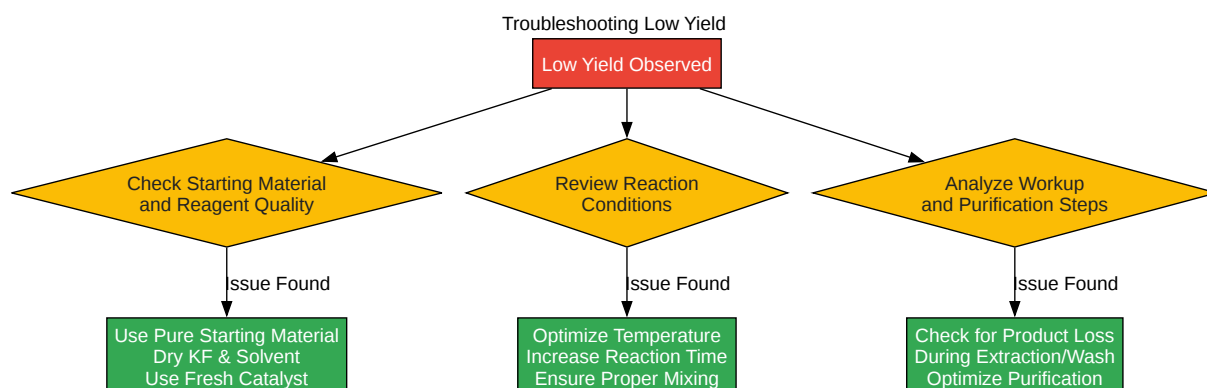 Troubleshooting Low Yield
Low Yield Observed
Check Starting Material
and Reagent Quality
Review Reaction
Conditions
Analyze Workup
and Purification Steps
Issue Found
Issue Found
Issue Found
Use Pure Starting Material
Dry KF & Solvent
Use Fresh Catalyst
Optimize Temperature
Increase Reaction Time
Ensure Proper Mixing
Check for Product Loss
During Extraction/Wash
Optimize Purification